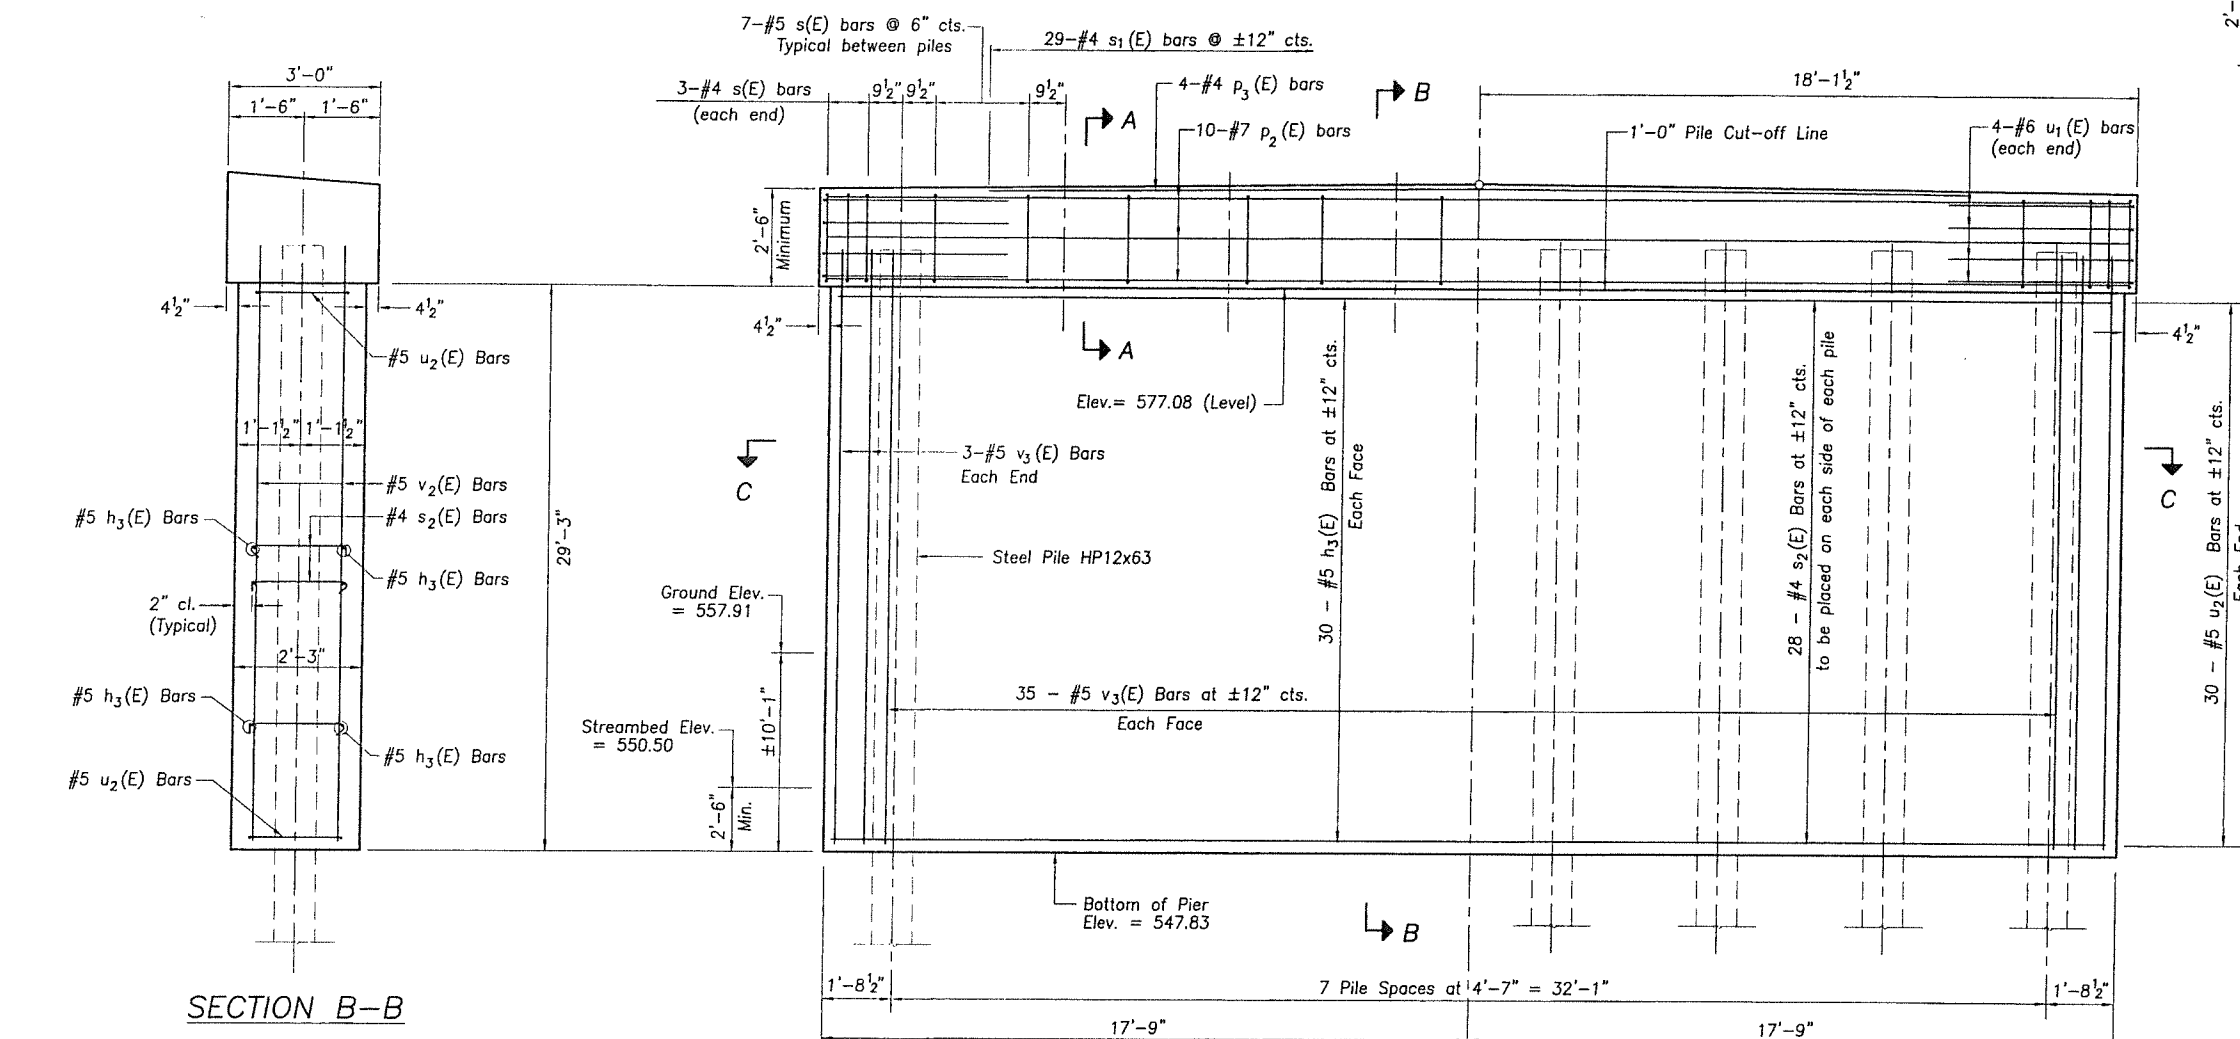 7-#5 s(E) bars @ 6" cts.
Typical between piles
29-#4 s₁(E) bars @ ±12" cts.
3-#4 s(E) bars
(each end)
9½"
9½"
9½"
4-#4 p₃(E) bars
10-#7 p₂(E) bars
A
B
18'-1½"
1'-0" Pile Cut-off Line
4-#6 u₁(E) bars
(each end)
2'-
3'-0"
1'-6"
1'-6"
2'-6"
Minimum
4½"
4½"
4½"
4½"
A
#5 u₂(E) Bars
Elev.= 577.08 (Level)
1'-1½"
1'-1½"
#5 v₂(E) Bars
#5 h₃(E) Bars
#4 s₂(E) Bars
#5 h₃(E) Bars
2" cl.
(Typical)
2'-3"
29'-3"
#5 h₃(E) Bars
#5 h₃(E) Bars
#5 u₂(E) Bars
C
C
3-#5 v₃(E) Bars
Each End
Steel Pile HP12x63
Ground Elev.
= 557.91
Streambed Elev.
= 550.50
±10'-1"
2'-6"
Min.
30 - #5 h₃(E) Bars at ±12" cts.
Each Face
28 - #4 s₂(E) Bars at ±12" cts.
to be placed on each side of each pile
30 - #5 u₂(E) Bars at ±12" cts.
Each End
35 - #5 v₃(E) Bars at ±12" cts.
Each Face
Bottom of Pier
Elev. = 547.83
B
1'-8½"
7 Pile Spaces at 4'-7" = 32'-1"
1'-8½"
17'-9"
17'-9"
SECTION B-B